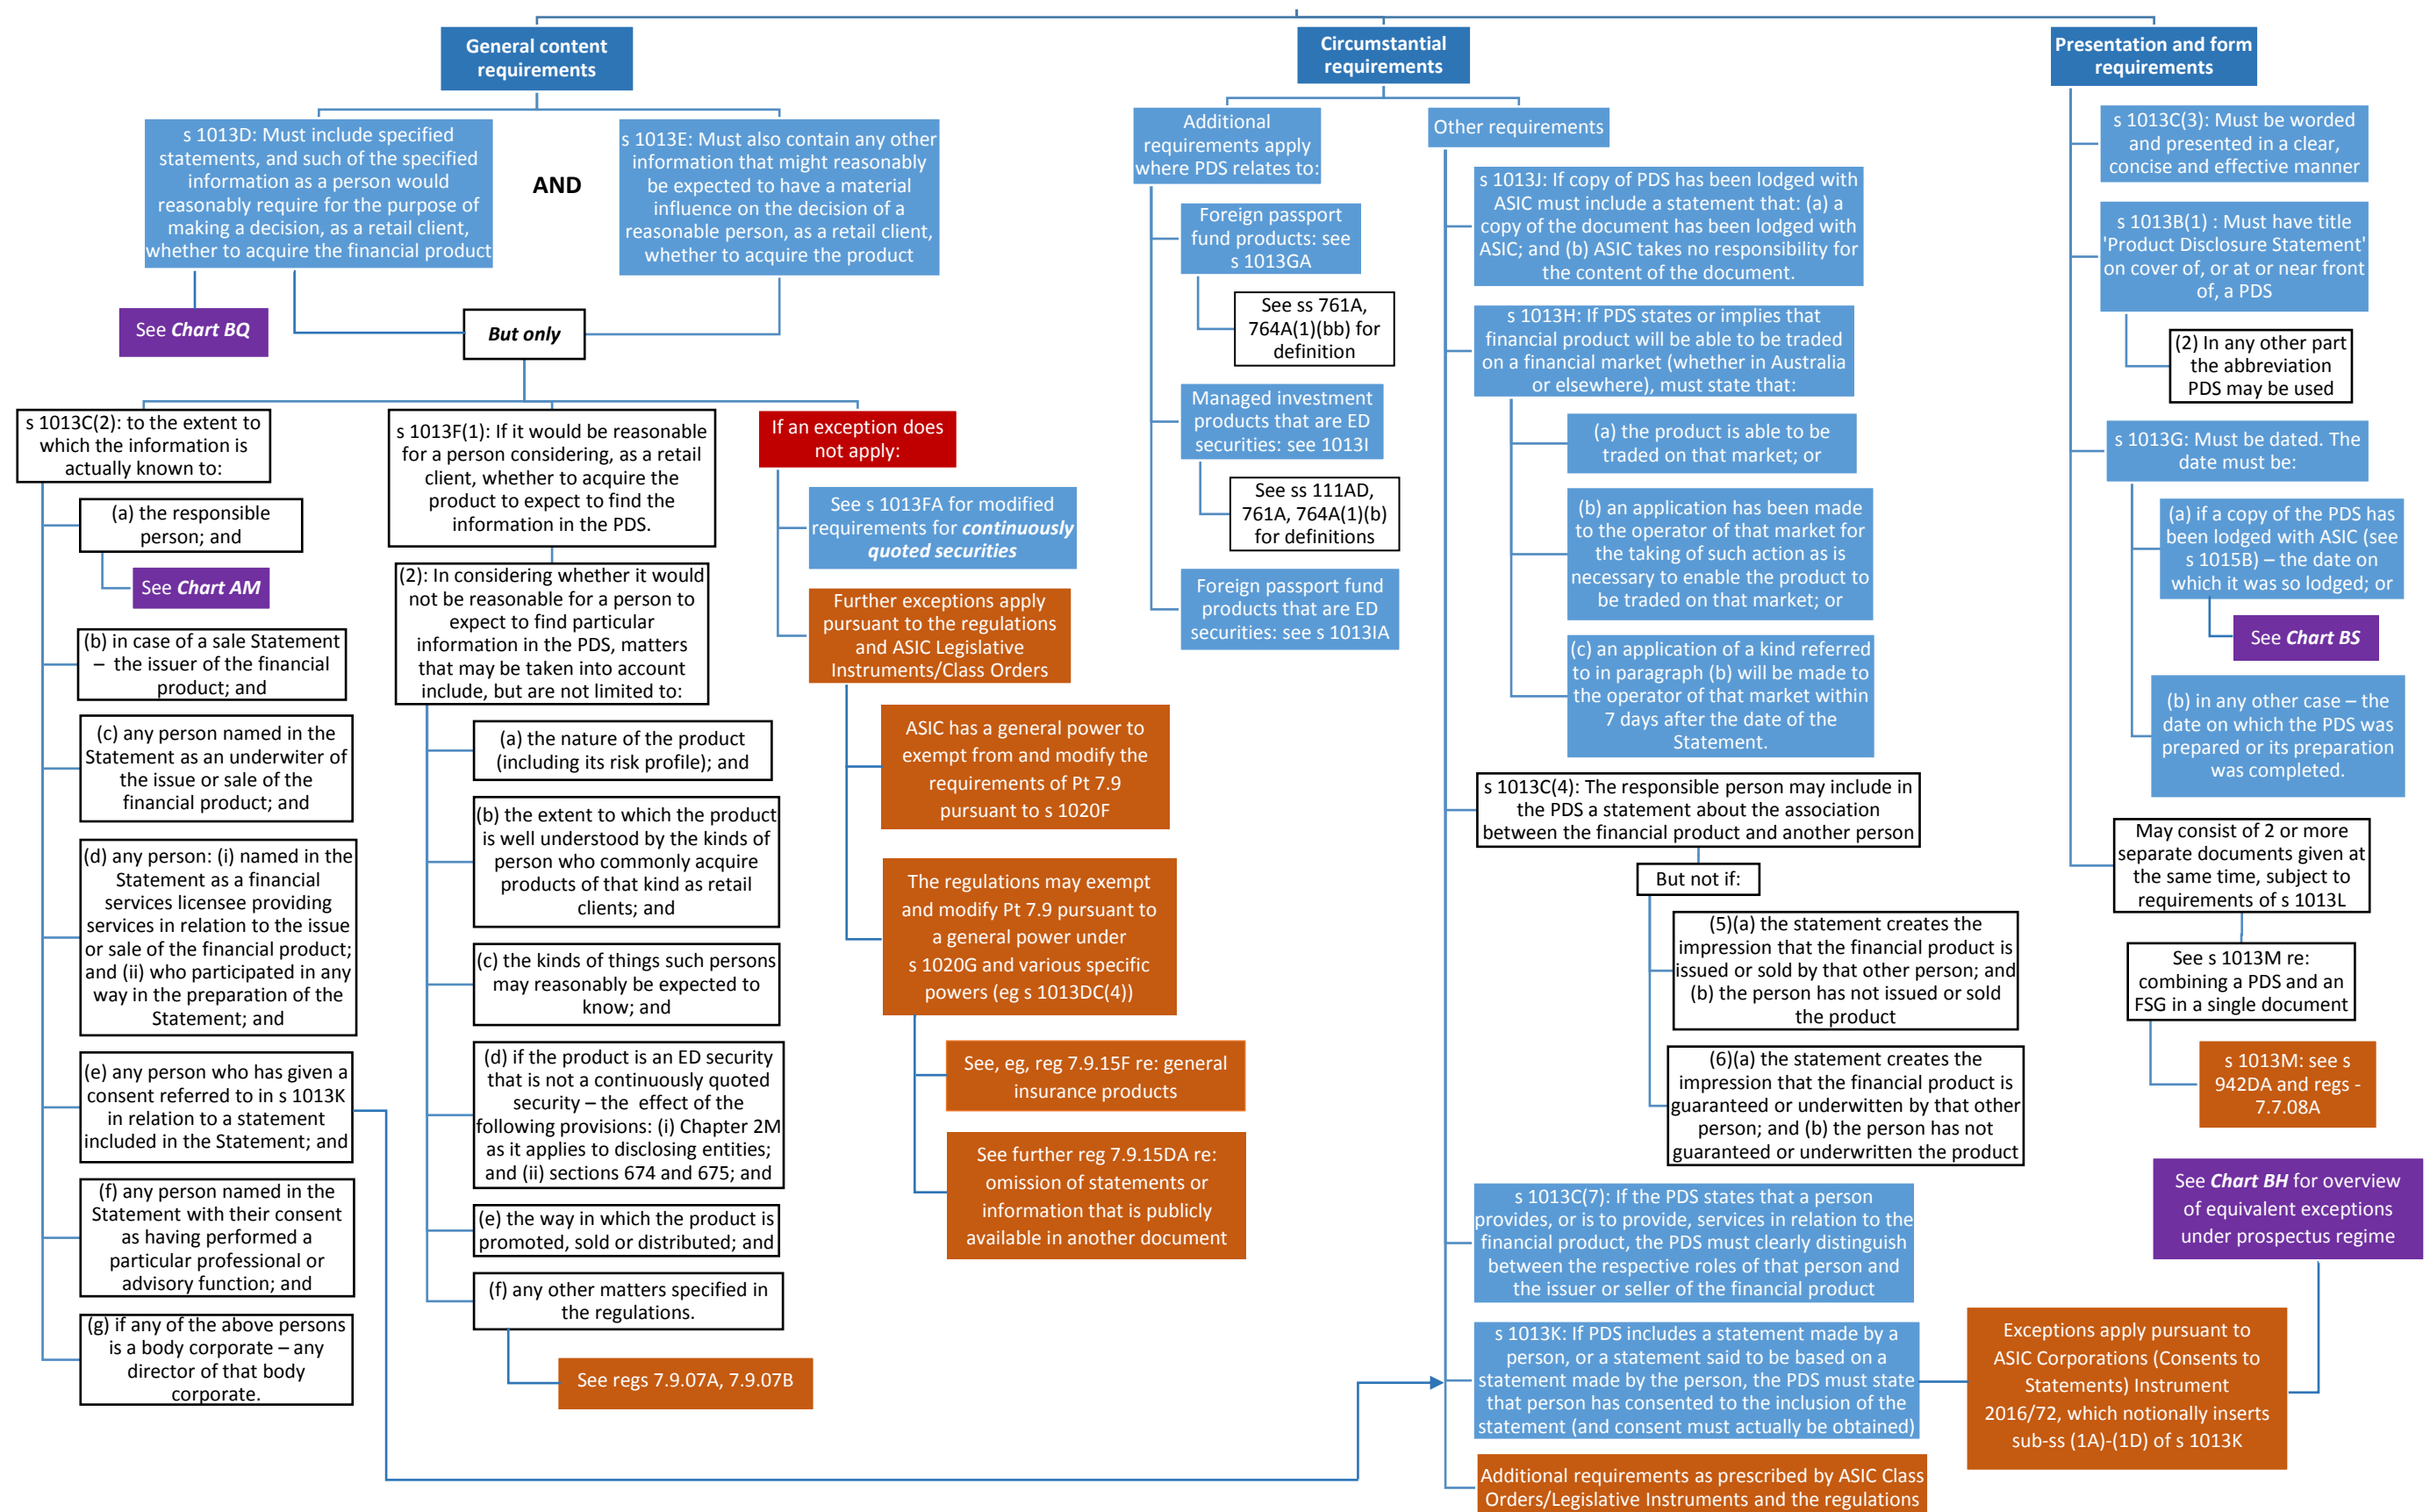 General content
requirements
s 1013D: Must include specified
statements, and such of the specified
information as a person would
reasonably require for the purpose of
making a decision, as a retail client,
whether to acquire the financial product
AND
s 1013E: Must also contain any other
information that might reasonably
be expected to have a material
influence on the decision of a
reasonable person, as a retail client,
whether to acquire the product
See Chart BQ
But only
s 1013C(2): to the extent to
which the information is
actually known to:
(a) the responsible
person; and
See Chart AM
(b) in case of a sale Statement
– the issuer of the financial
product; and
(c) any person named in the
Statement as an underwiter of
the issue or sale of the
financial product; and
(d) any person: (i) named in the
Statement as a financial
services licensee providing
services in relation to the issue
or sale of the financial product;
and (ii) who participated in any
way in the preparation of the
Statement; and
(e) any person who has given a
consent referred to in s 1013K
in relation to a statement
included in the Statement; and
(f) any person named in the
Statement with their consent
as having performed a
particular professional or
advisory function; and
(g) if any of the above persons
is a body corporate – any
director of that body
corporate.
s 1013F(1): If it would be reasonable
for a person considering, as a retail
client, whether to acquire the
product to expect to find the
information in the PDS.
(2): In considering whether it would
not be reasonable for a person to
expect to find particular
information in the PDS, matters
that may be taken into account
include, but are not limited to:
(a) the nature of the product
(including its risk profile); and
(b) the extent to which the product
is well understood by the kinds of
person who commonly acquire
products of that kind as retail
clients; and
(c) the kinds of things such persons
may reasonably be expected to
know; and
(d) if the product is an ED security
that is not a continuously quoted
security – the effect of the
following provisions: (i) Chapter 2M
as it applies to disclosing entities;
and (ii) sections 674 and 675; and
(e) the way in which the product is
promoted, sold or distributed; and
(f) any other matters specified in
the regulations.
See regs 7.9.07A, 7.9.07B
If an exception does
not apply:
See s 1013FA for modified
requirements for continuously
quoted securities
Further exceptions apply
pursuant to the regulations
and ASIC Legislative
Instruments/Class Orders
ASIC has a general power to
exempt from and modify the
requirements of Pt 7.9
pursuant to s 1020F
The regulations may exempt
and modify Pt 7.9 pursuant to
a general power under
s 1020G and various specific
powers (eg s 1013DC(4))
See, eg, reg 7.9.15F re: general
insurance products
See further reg 7.9.15DA re:
omission of statements or
information that is publicly
available in another document
Circumstantial
requirements
Additional
requirements apply
where PDS relates to:
Foreign passport
fund products: see
s 1013GA
See ss 761A,
764A(1)(bb) for
definition
Managed investment
products that are ED
securities: see 1013I
See ss 111AD,
761A, 764A(1)(b)
for definitions
Foreign passport fund
products that are ED
securities: see s 1013IA
Other requirements
s 1013J: If copy of PDS has been lodged with
ASIC must include a statement that: (a) a
copy of the document has been lodged with
ASIC; and (b) ASIC takes no responsibility for
the content of the document.
s 1013H: If PDS states or implies that
financial product will be able to be traded
on a financial market (whether in Australia
or elsewhere), must state that:
(a) the product is able to be
traded on that market; or
(b) an application has been made
to the operator of that market for
the taking of such action as is
necessary to enable the product to
be traded on that market; or
(c) an application of a kind referred
to in paragraph (b) will be made to
the operator of that market within
7 days after the date of the
Statement.
s 1013C(4): The responsible person may include in
the PDS a statement about the association
between the financial product and another person
But not if:
(5)(a) the statement creates the
impression that the financial product is
issued or sold by that other person; and
(b) the person has not issued or sold
the product
(6)(a) the statement creates the
impression that the financial product is
guaranteed or underwitten by that other
person; and (b) the person has not
guaranteed or underwritten the product
s 1013C(7): If the PDS states that a person
provides, or is to provide, services in relation to the
financial product, the PDS must clearly distinguish
between the respective roles of that person and
the issuer or seller of the financial product
s 1013K: If PDS includes a statement made by a
person, or a statement said to be based on a
statement made by the person, the PDS must state
that person has consented to the inclusion of the
statement (and consent must actually be obtained)
Additional requirements as prescribed by ASIC Class
Orders/Legislative Instruments and the regulations
Presentation and form
requirements
s 1013C(3): Must be worded
and presented in a clear,
concise and effective manner
s 1013B(1) : Must have title
'Product Disclosure Statement'
on cover of, or at or near front
of, a PDS
(2) In any other part
the abbreviation
PDS may be used
s 1013G: Must be dated. The
date must be:
(a) if a copy of the PDS has
been lodged with ASIC (see
s 1015B) – the date on
which it was so lodged; or
See Chart BS
(b) in any other case – the
date on which the PDS was
prepared or its preparation
was completed.
May consist of 2 or more
separate documents given at
the same time, subject to
requirements of s 1013L
See s 1013M re:
combining a PDS and an
FSG in a single document
s 1013M: see s
942DA and regs -
7.7.08A
See Chart BH for overview
of equivalent exceptions
under prospectus regime
Exceptions apply pursuant to
ASIC Corporations (Consents to
Statements) Instrument
2016/72, which notionally inserts
sub-ss (1A)-(1D) of s 1013K